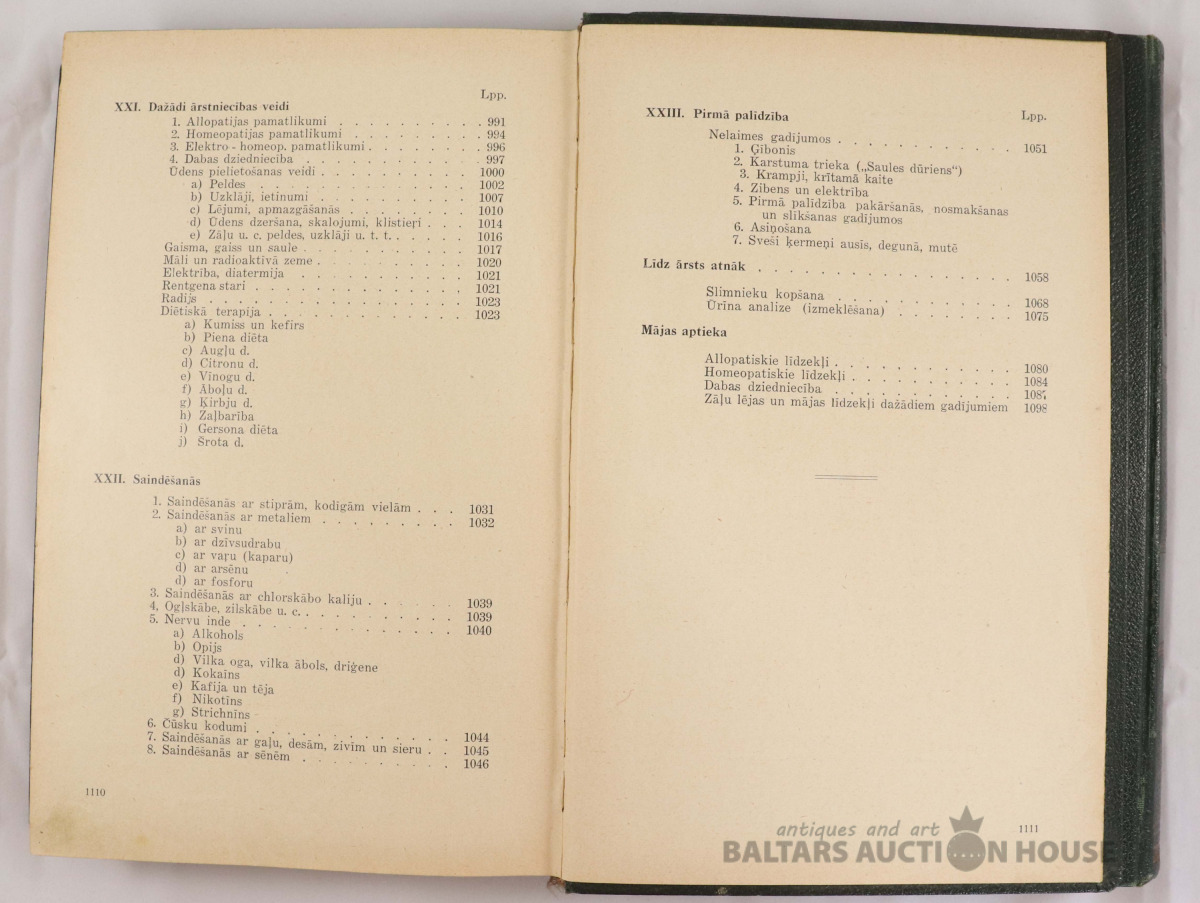 Lpp.
XXI. Dažādi ārstniecības veidi
1. Allopatijas pamatlikumi . . . . . . . . . . 991
2. Homeopatijas pamatlikumi . . . . . . . . . 994
3. Elektro - homeop. pamatlikumi . . . . . . . 996
4. Dabas dziedniecība . . . . . . . . . . . 997
Ūdens pielietošanas veidi . . . . . . . . . . 1000
a) Peldes . . . . . . . . . . . . . 1002
b) Uzklāji, ietinumi . . . . . . . . . . 1007
c) Lējumi, apmazgāšanās . . . . . . . . 1010
d) Ūdens dzeršana, skalojumi, klistieŗi . . . 1014
e) Zāļu u. c. peldes, uzklāji u. t. t. . . . . . 1016
Gaisma, gaiss un saule . . . . . . . . . . . 1017
Māli un radioaktīvā zeme . . . . . . . . . . 1020
Elektrība, diatermija . . . . . . . . . . . 1021
Rentgena stari . . . . . . . . . . . . . 1021
Radijs . . . . . . . . . . . . . . . . 1023
Diētiskā terapija . . . . . . . . . . . . 1023
a) Kumiss un kefirs
b) Piena diēta
c) Augļu d.
d) Citronu d.
e) Vīnogu d.
f) Ābolu d.
g) Ķirbju d.
h) Zaļbarība
i) Gersona diēta
j) Šrota d.
XXII. Saindēšanās
1. Saindēšanās ar stiprām, kodīgām vielām . . . 1031
2. Saindēšanās ar metaliem . . . . . . . . . 1032
a) ar svinu
b) ar dzīvsudrabu
c) ar vaŗu (kaparu)
d) ar arsēnu
d) ar fosforu
3. Saindēšanās ar chlorskābo kaliju . . . . . . 1039
4, Ogļskābe, zilskābe u. c. . . . . . . . . . 1039
5. Nervu inde . . . . . . . . . . . . . . 1040
a) Alkohols
b) Opijs
d) Vilka oga, vilka ābols, driģene
d) Kokains
e) Kafija un tēja
f) Nikotīns
g) Strichnīns
6. Čūsku kodumi . . . . . . . . . . . . . 1044
7. Saindēšanās ar gaļu, desām, zivīm un sieru . . 1045
8. Saindēšanās ar sēnēm . . . . . . . . . . 1046
1110
XXIII. Pirmā palīdzība Lpp.
Nelaimes gadījumos . . . . . . . . . . . . 1051
1. Ģībonis
2. Karstuma trieka („Saules dūriens“)
3. Krampji, krītamā kaite
4. Zibens un elektrība
5. Pirmā palīdzība pakāršanās, nosmakšanas
un slīkšanas gadījumos
6. Asiņošana
7. Sveši ķermeņi ausīs, degunā, mutē
Līdz ārsts atnāk . . . . . . . . . . . . . 1058
Slimnieku kopšana . . . . . . . . . . . . 1068
Ūrīna analize (izmeklēšana) . . . . . . . . 1075
Mājas aptieka
Allopatiskie līdzekļi . . . . . . . . . . . . 1080
Homeopatiskie līdzekļi . . . . . . . . . . . 1084
Dabas dziedniecība . . . . . . . . . . . . 1087
Zāļu lējas un mājas līdzekļi dažādiem gadījumiem 1098
1111
antiques and art
BALTARS AUCTION HOUSE